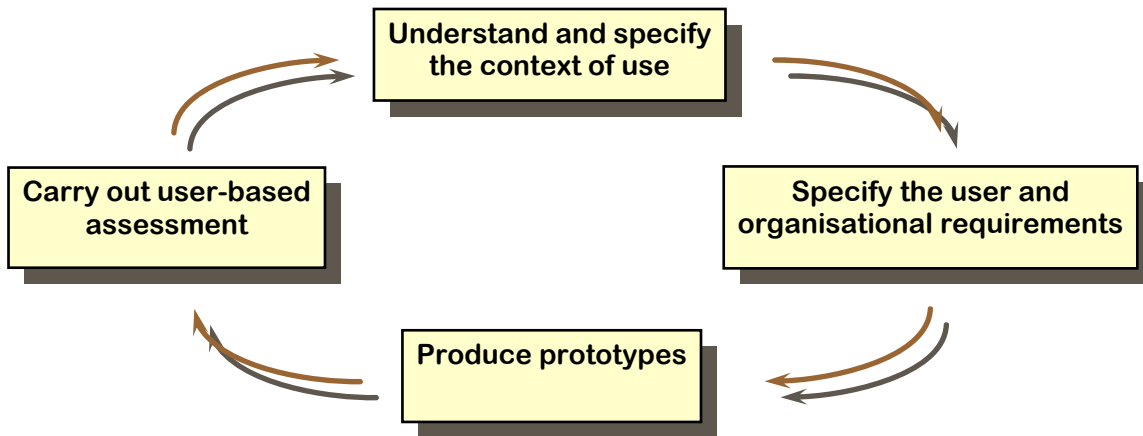 Understand and specify
the context of use
Carry out user-based
assessment
Specify the user and
organisational requirements
Produce prototypes